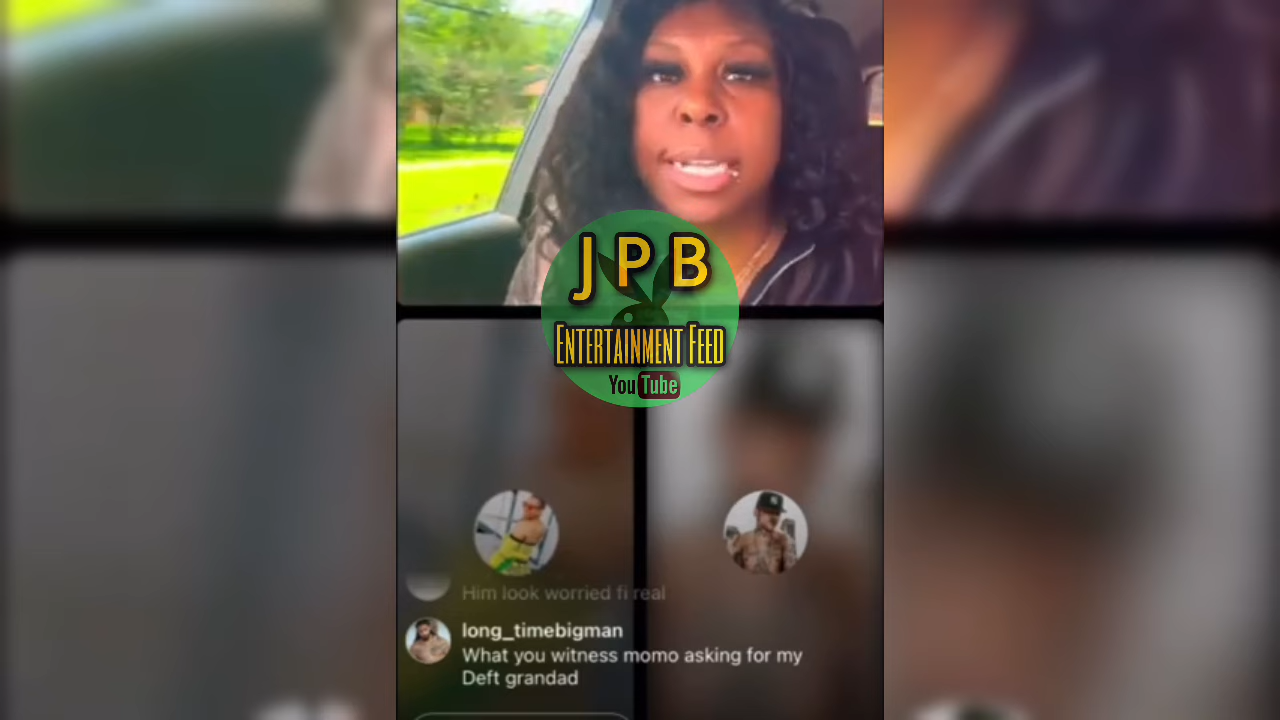 JPB
ENTERTAINMENT FEED
YouTube
Him look worried fi real
long_timebigman
What you witness momo asking for my
Deft grandad